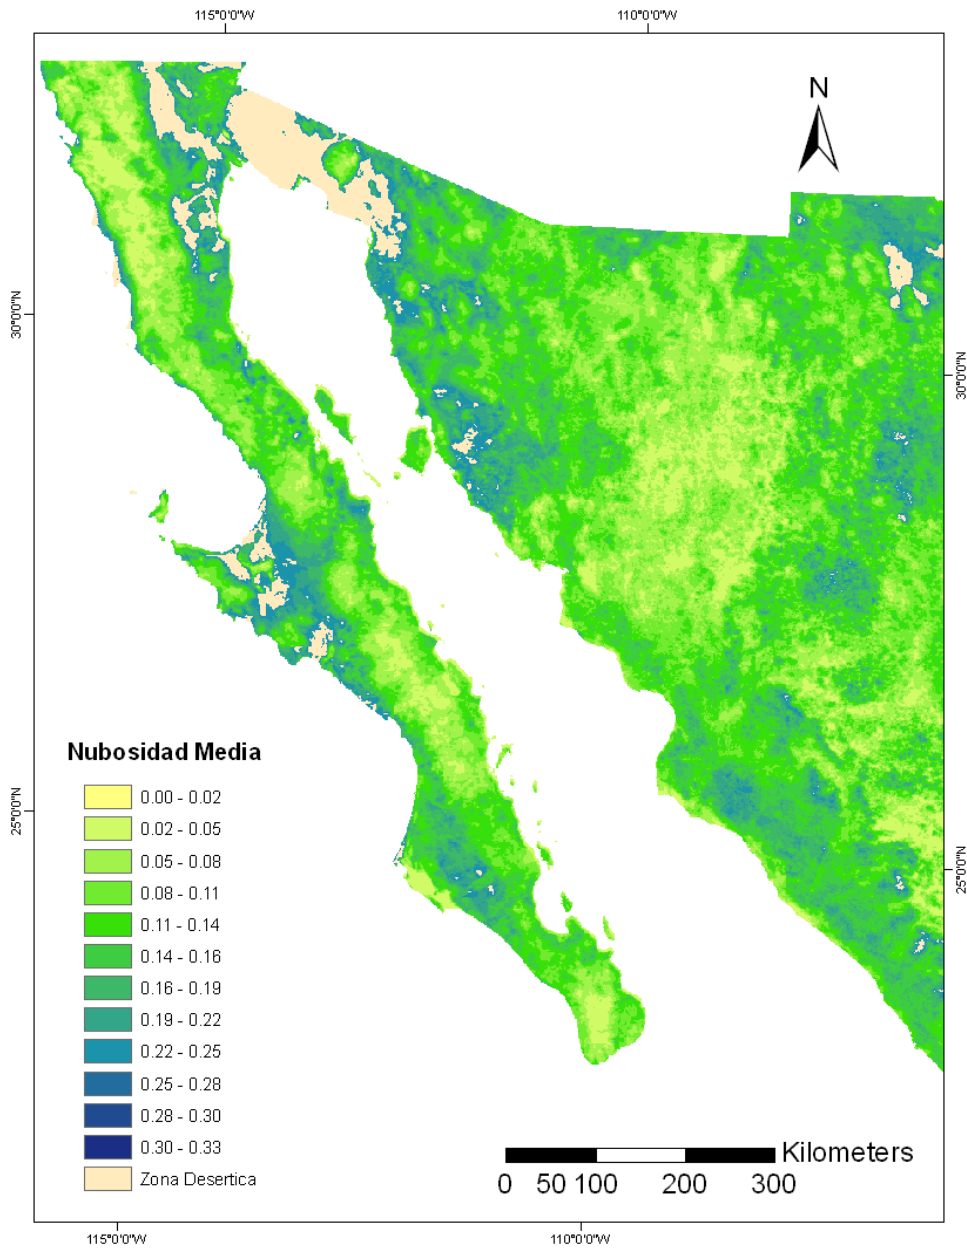 115°0'0"W
110°0'0"W
N
30°0'0"N
30°0'0"N
Nubosidad Media
0.00 - 0.02
0.02 - 0.05
0.05 - 0.08
0.08 - 0.11
0.11 - 0.14
0.14 - 0.16
0.16 - 0.19
0.19 - 0.22
0.22 - 0.25
0.25 - 0.28
0.28 - 0.30
0.30 - 0.33
Zona Desertica
25°0'0"N
25°0'0"N
Kilometers
0 50 100 200 300
115°0'0"W
110°0'0"W